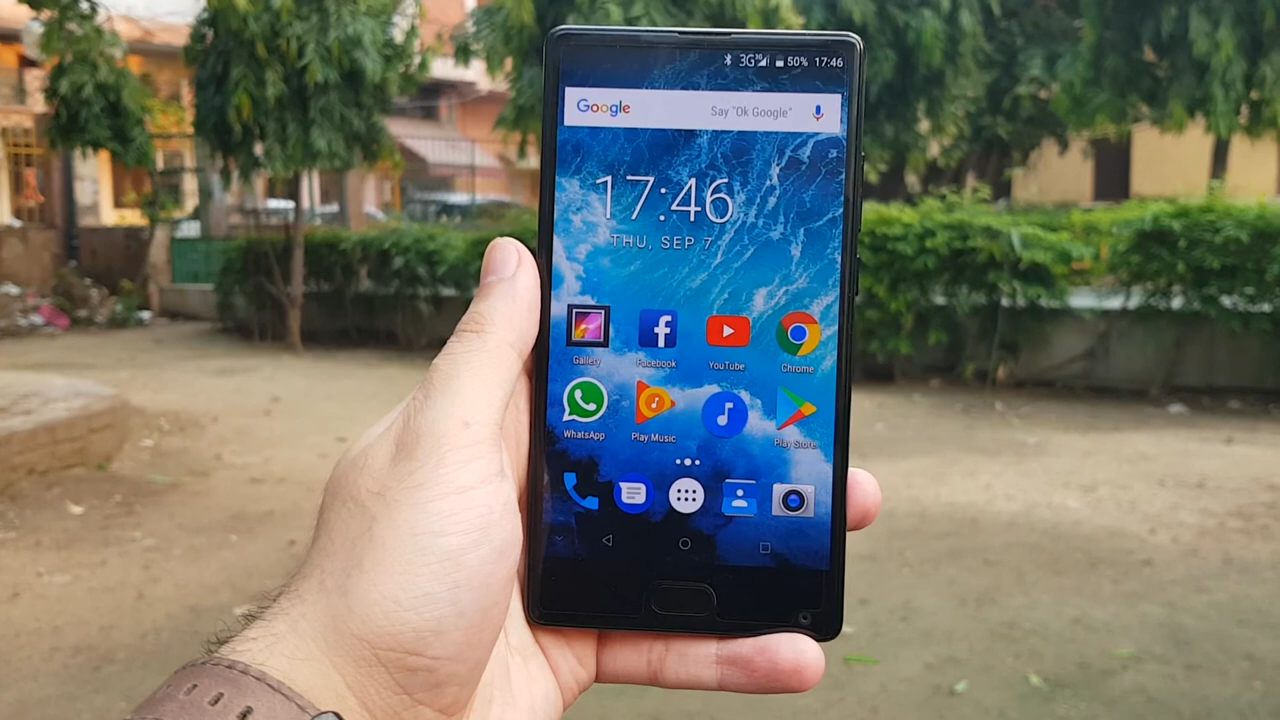 3G 3G 50% 17:46
Google Say "Ok Google"
17:46
THU, SEP 7
Gallery Facebook YouTube Chrome
WhatsApp Play Music Play Store